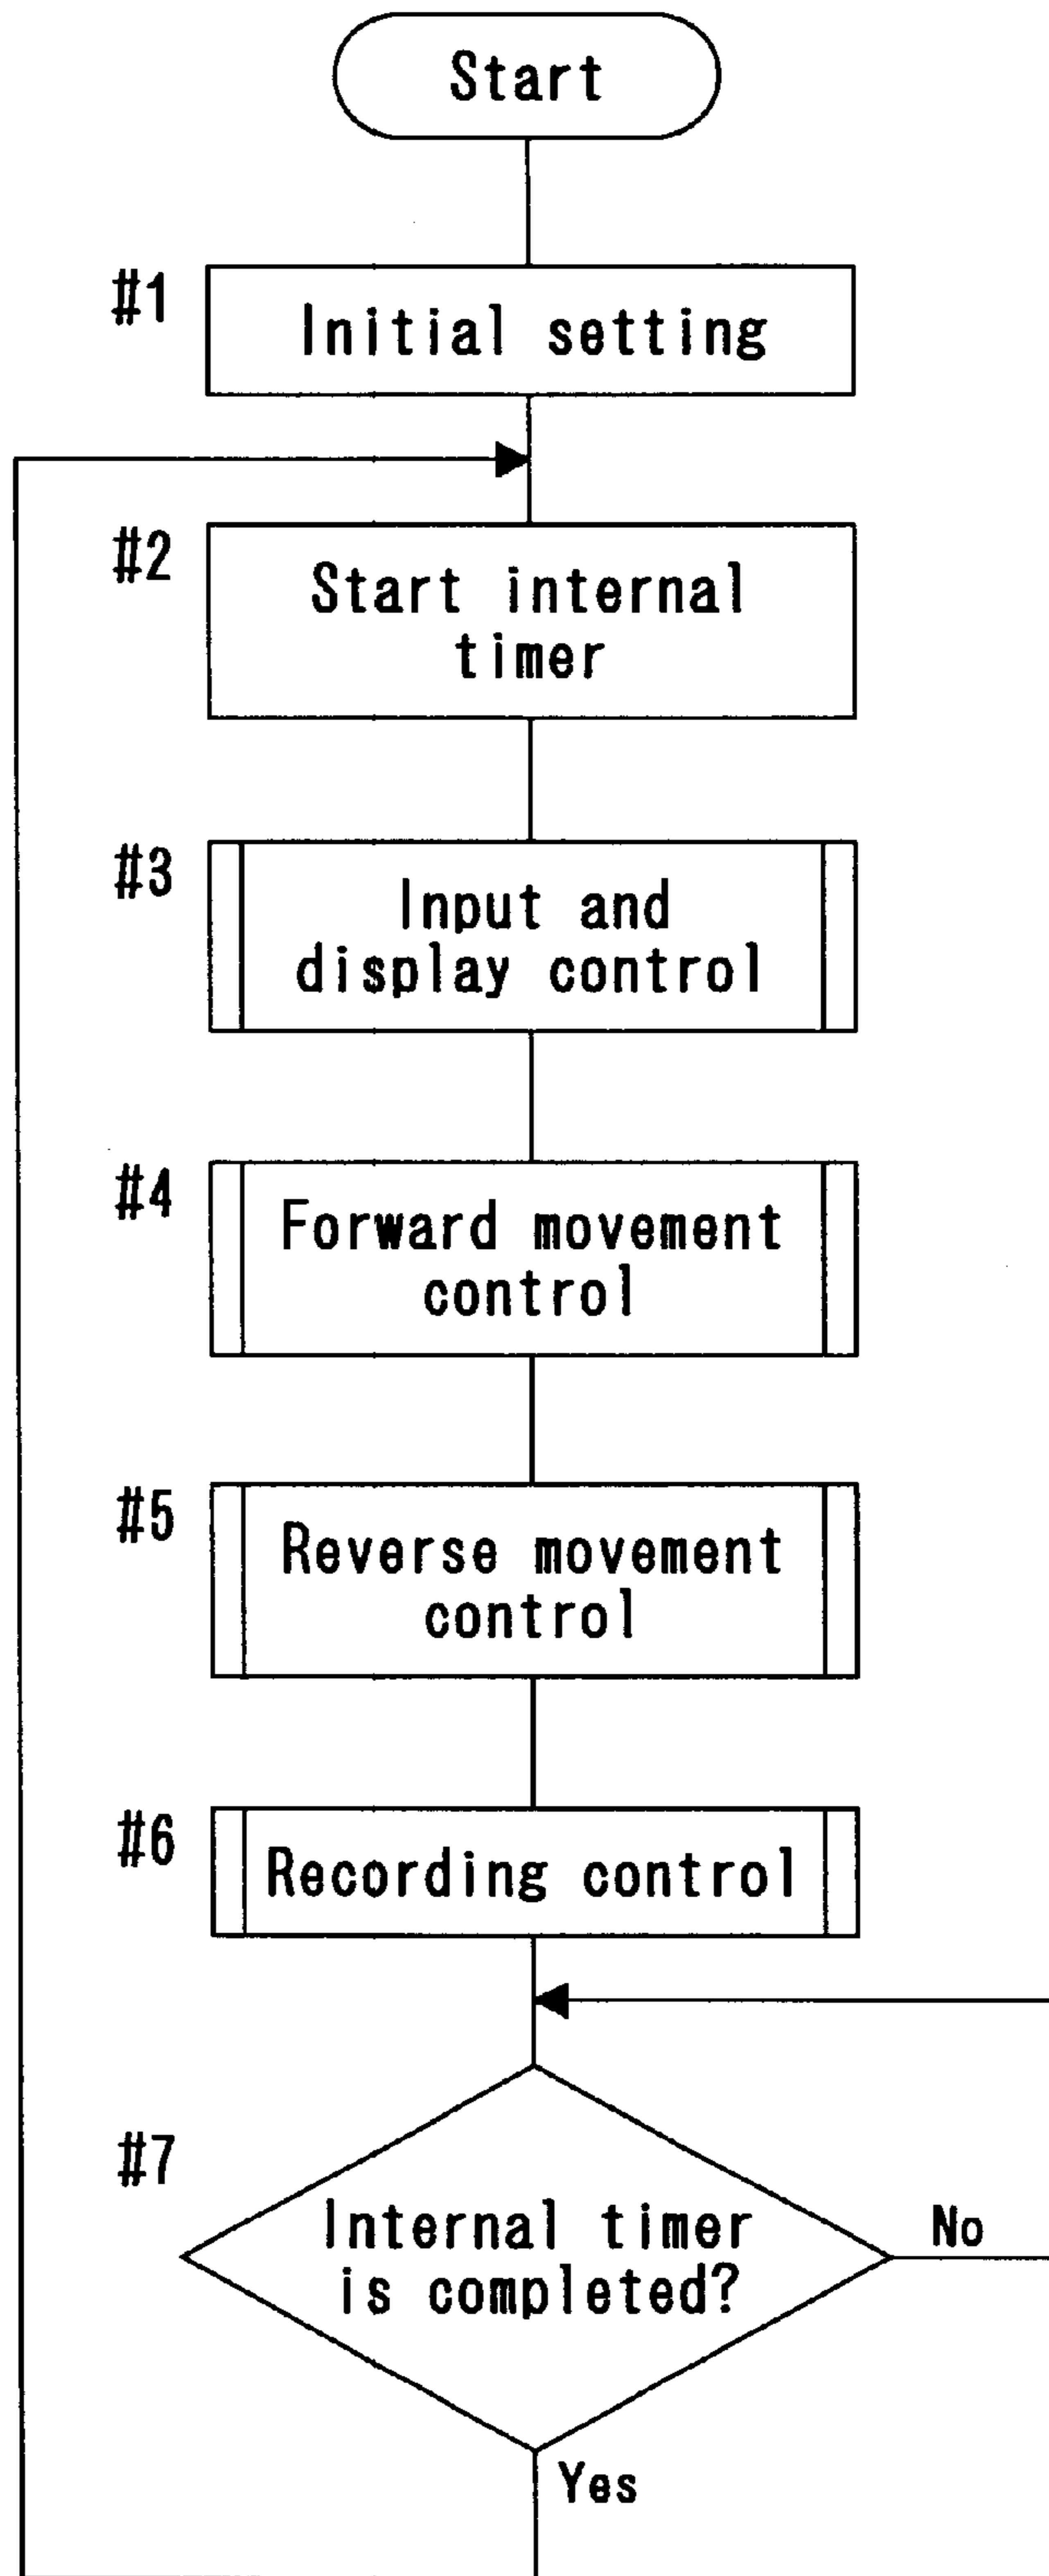 Start
#1
Initial setting
#2
Start internal
timer
#3
Input and
display control
#4
Forward movement
control
#5
Reverse movement
control
#6
Recording control
#7
Internal timer
is completed?
No
Yes